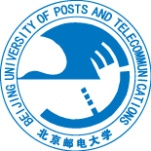 BEIJING UNIVERSITY OF POSTS AND TELECOMMUNICATIONS
北京邮电大学